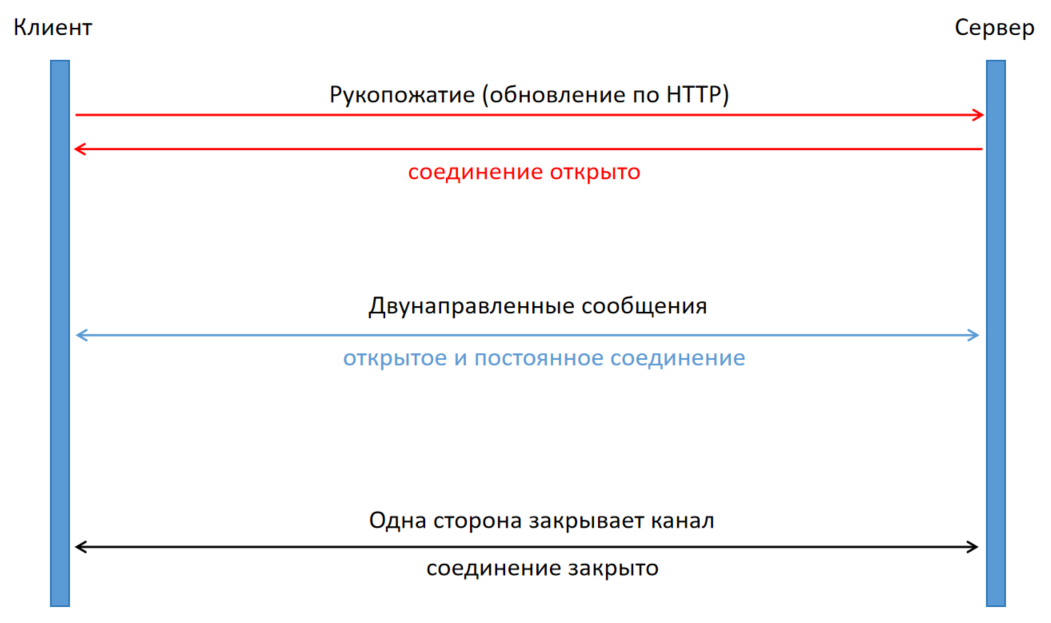 Клиент
Сервер
Рукопожатие (обновление по HTTP)
соединение открыто
Двунаправленные сообщения
открытое и постоянное соединение
Одна сторона закрывает канал
соединение закрыто